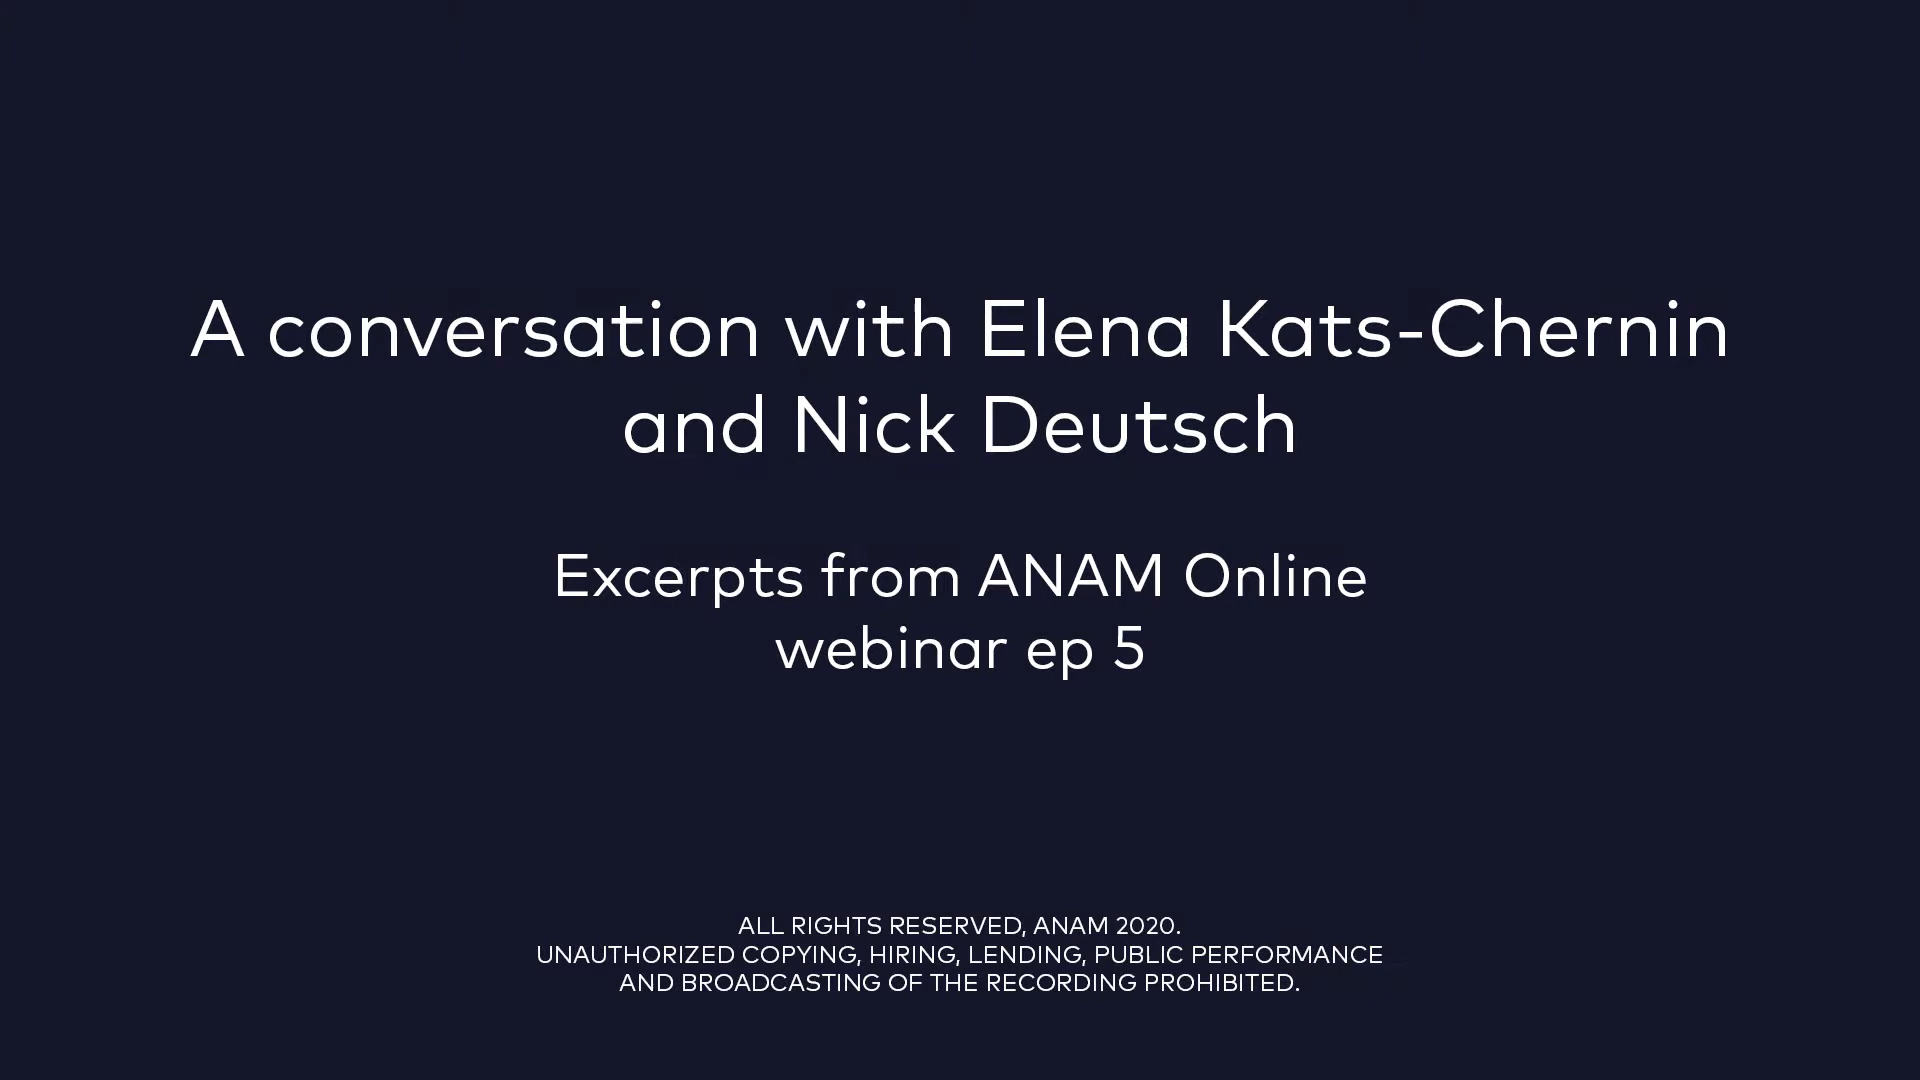 A conversation with Elena Kats-Chernin
and Nick Deutsch
Excerpts from ANAM Online
webinar ep 5
ALL RIGHTS RESERVED, ANAM 2020.
UNAUTHORIZED COPYING, HIRING, LENDING, PUBLIC PERFORMANCE
AND BROADCASTING OF THE RECORDING PROHIBITED.